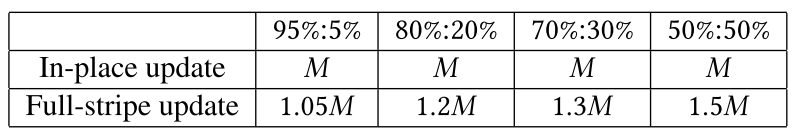 95%:5% 80%:20% 70%:30% 50%:50%
In-place update M M M M
Full-stripe update 1.05M 1.2M 1.3M 1.5M